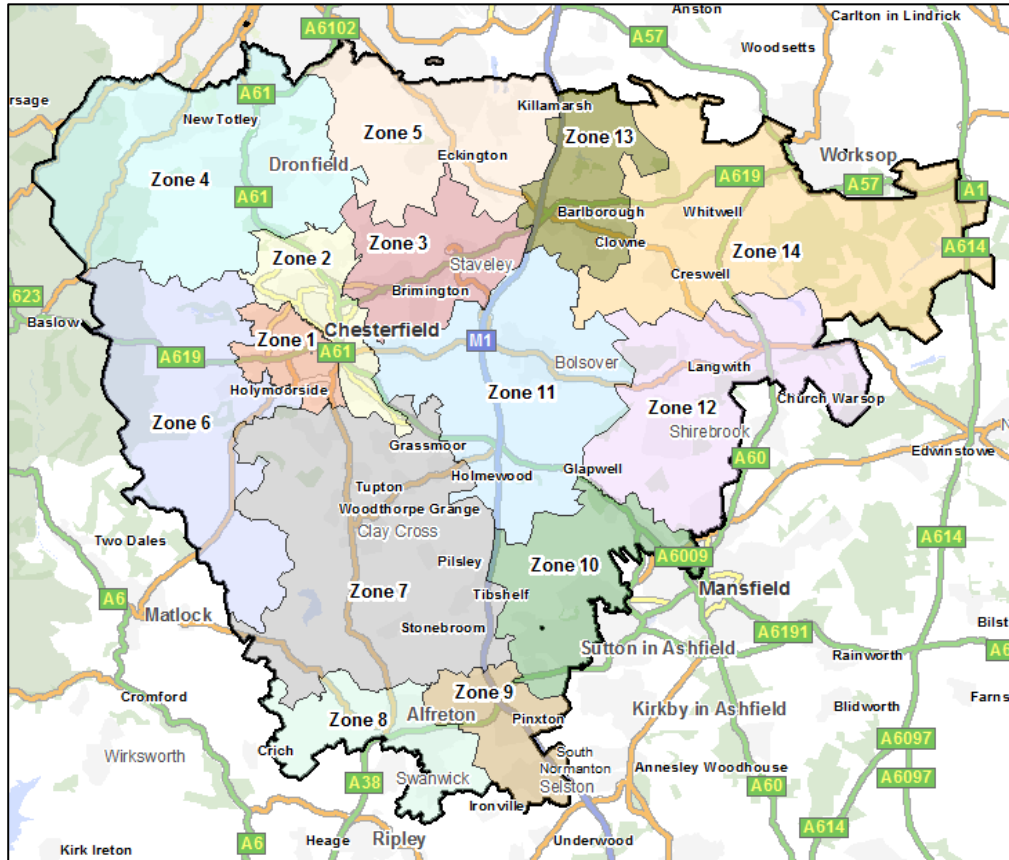 Anston
Carlton in Lindrick
A6102
A57
Woodsetts
A61
Killamarsh
rsage
New Totley
Zone 5
Zone 13
Dronfield
Eckington
Worksop
Zone 4
A619
A57
A1
A61
Barlborough
Whitwell
Zone 3
Clowne
A614
Zone 2
Staveley
Zone 14
Creswell
Brimington
623
Baslow
Chesterfield
Zone 1
M1
A619
A61
Bolsover
Langwith
Holymoorside
Zone 11
Church Warsop
Zone 12
Zone 6
Shirebrook
Grassmoor
Edwinstowe
A60
Glapwell
Holmewood
Tupton
Woodthorpe Grange
Clay Cross
Two Dales
A614
A6009
Pilsley
Zone 10
Mansfield
Zone 7
A6
Tibshelf
Matlock
Stonebroom
A6191
Bilst
Sutton in Ashfield
Rainworth
A6
Zone 9
Cromford
Farns
Kirkby in Ashfield
Blidworth
Zone 8
Alfreton
Pinxton
Crich
A6097
Wirksworth
South
Normanton
Annesley Woodhouse
A6097
A38
Swanwick
Selston
A60
Ironville
A614
Ripley
Heage
A6
Underwood
Kirk Ireton
N